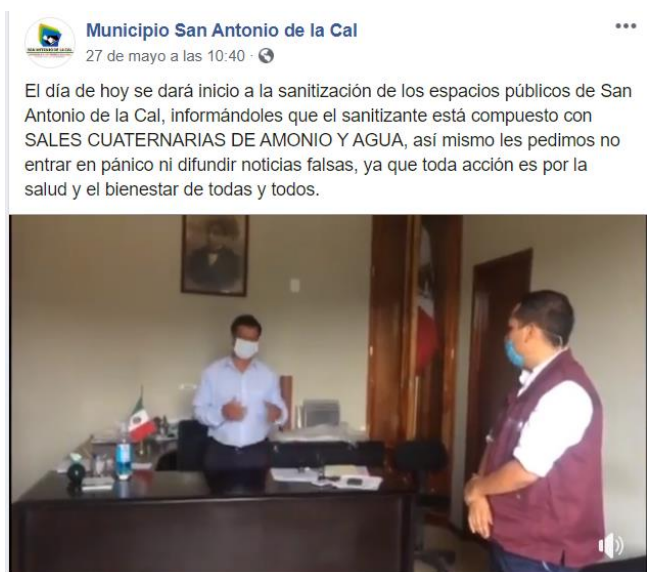 Municipio San Antonio de la Cal
27 de mayo a las 10:40 ·
El día de hoy se dará inicio a la sanitización de los espacios públicos de San
Antonio de la Cal, informándoles que el sanitizante está compuesto con
SALES CUATERNARIAS DE AMONIO Y AGUA, así mismo les pedimos no
entrar en pánico ni difundir noticias falsas, ya que toda acción es por la
salud y el bienestar de todas y todos.